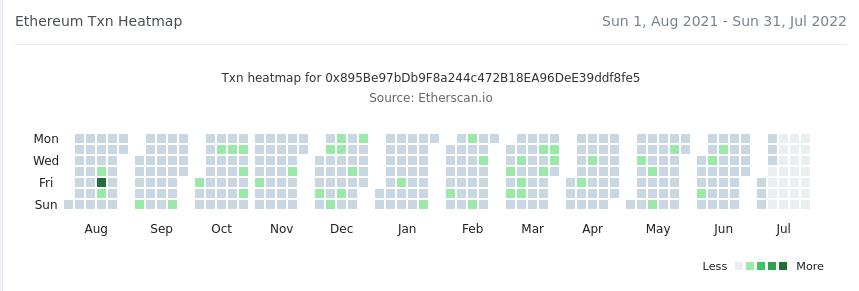 Ethereum Txn Heatmap
Sun 1, Aug 2021 - Sun 31, Jul 2022
Txn heatmap for 0x895Be97bDb9F8a244c472B18EA96DeE39ddf8fe5
Source: Etherscan.io
Mon
Wed
Fri
Sun
Aug Sep Oct Nov Dec Jan Feb Mar Apr May Jun Jul
Less More